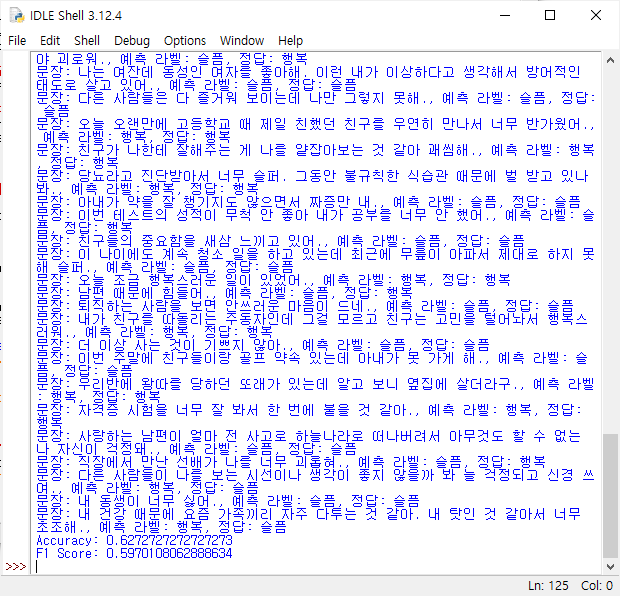 IDLE Shell 3.12.4
File Edit Shell Debug Options Window Help
야 괴로워., 예측 라벨: 슬픔, 정답: 행복
문장: 나는 여잔데 동성인 여자를 좋아해. 이런 내가 이상하다고 생각해서 방어적인
태도로 살고 있어., 예측 라벨: 슬픔, 정답: 슬픔
문장: 다른 사람들은 다 즐거워 보이는데 나만 그렇지 못해., 예측 라벨: 슬픔, 정답:
슬픔
문장: 오늘 오랜만에 고등학교 때 제일 친했던 친구를 우연히 만나서 너무 반가웠어.,
예측 라벨: 행복, 정답: 행복
문장: 친구가 나한테 잘해주는 게 나를 얕잡아보는 것 같아 괘씸해., 예측 라벨: 행복
, 정답: 행복
문장: 당뇨라고 진단받아서 너무 슬퍼. 그동안 불규칙한 식습관 때문에 벌 받고 있나
봐., 예측 라벨: 행복, 정답: 슬픔
문장: 아내가 약을 잘 챙기지도 않으면서 짜증만 내., 예측 라벨: 슬픔, 정답: 슬픔
문장: 이번 테스트의 성적이 무척 안 좋아 내가 공부를 너무 안 했어., 예측 라벨: 슬
픔, 정답: 행복
문장: 친구들의 중요함을 새삼 느끼고 있어., 예측 라벨: 슬픔, 정답: 슬픔
문장: 이 나이에도 계속 청소 일을 하고 있는데 최근에 무릎이 아파서 제대로 하지 못
해 슬퍼., 예측 라벨: 슬픔, 정답: 슬픔
문장: 오늘 조금 행복스러운 일이 있었어., 예측 라벨: 행복, 정답: 행복
문장: 남편 때문에 힘들어., 예측 라벨: 슬픔, 정답: 행복
문장: 퇴직하는 사람을 보면 안쓰러운 마음이 드네., 예측 라벨: 슬픔, 정답: 슬픔
문장: 내가 친구를 따돌리는 주동자인데 그걸 모르고 친구는 고민을 털어놔서 행복스
러워., 예측 라벨: 행복, 정답: 행복
문장: 더 이상 사는 것이 기쁘지 않아., 예측 라벨: 슬픔, 정답: 슬픔
문장: 이번 주말에 친구들이랑 골프 약속 있는데 아내가 못 가게 해., 예측 라벨: 슬
픔, 정답: 슬픔
문장: 우리반에 왕따를 당하던 또래가 있는데 알고 보니 옆집에 살더라구., 예측 라벨
: 행복, 정답: 행복
문장: 자격증 시험을 너무 잘 봐서 한 번에 붙을 것 같아., 예측 라벨: 행복, 정답:
행복
문장: 사랑하는 남편이 얼마 전 사고로 하늘나라로 떠나버려서 아무것도 할 수 없는
나 자신이 걱정돼., 예측 라벨: 슬픔, 정답: 슬픔
문장: 직장에서 만난 선배가 나를 너무 괴롭혀., 예측 라벨: 슬픔, 정답: 행복
문장: 다른 사람들이 나를 보는 시선이나 생각이 좋지 않을까 봐 늘 걱정되고 신경 쓰
여., 예측 라벨: 행복, 정답: 슬픔
문장: 내 동생이 너무 싫어., 예측 라벨: 슬픔, 정답: 슬픔
문장: 내 건강 때문에 요즘 가족끼리 자주 다투는 것 같아. 내 탓인 것 같아서 너무
초조해., 예측 라벨: 행복, 정답: 슬픔
Accuracy: 0.6272727272727273
F1 Score: 0.5970108062888634
>>>
Ln: 125 Col: 0